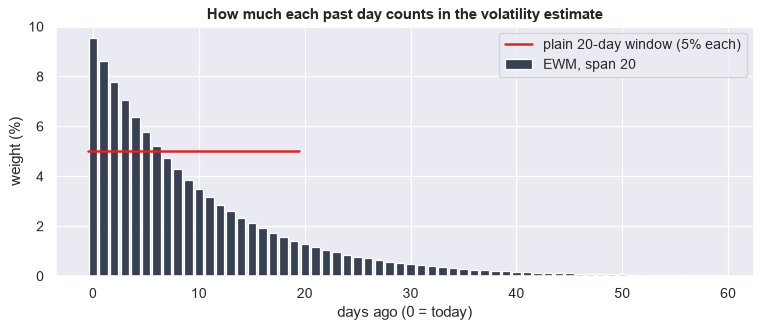 How much each past day counts in the volatility estimate
weight (%)
10
8
6
4
2
0
plain 20-day window (5% each)
EWM, span 20
0 10 20 30 40 50 60
days ago (0 = today)